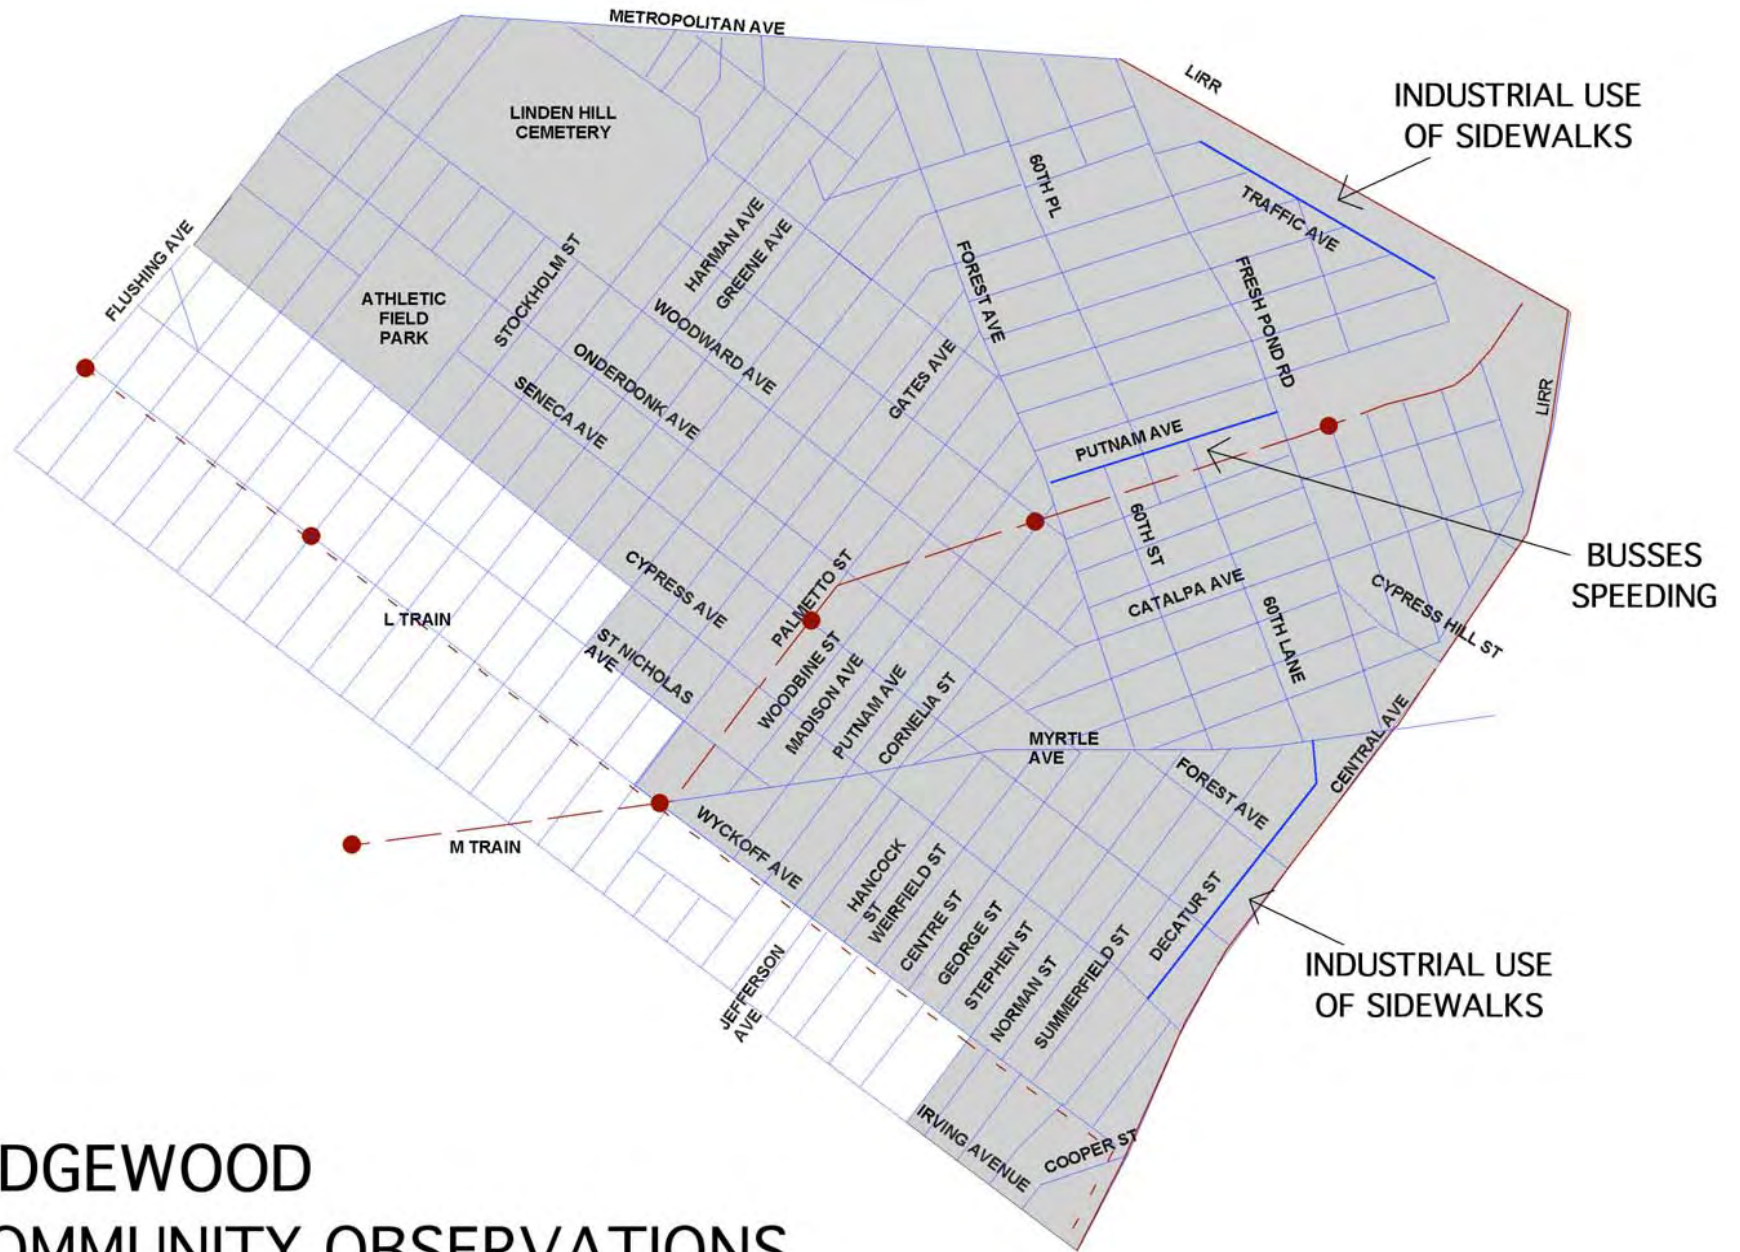 METROPOLITAN AVE
LIRR
INDUSTRIAL USE
OF SIDEWALKS
LINDEN HILL
CEMETERY
60TH PL
TRAFFIC AVE
HARMAN AVE
GREENE AVE
FLUSHING AVE
STOCKHOLM ST
FOREST AVE
FRESH POND RD
ATHLETIC
FIELD
PARK
WOODWARD AVE
ONDERDONK AVE
SENECA AVE
GATES AVE
LIRR
PUTNAM AVE
60TH ST
BUSSES
SPEEDING
CYPRESS AVE
PALMETTO ST
CATALPA AVE
60TH LANE
CYPRESS HILL ST
L TRAIN
ST NICHOLAS
AVE
WOODBINE ST
MADISON AVE
PUTNAM AVE
CORNELIA ST
MYRTLE
AVE
CENTRAL AVE
FOREST AVE
M TRAIN
WYCKOFF AVE
HANCOCK
ST
WEIRFIELD ST
CENTRE ST
GEORGE ST
STEPHEN ST
NORMAN ST
SUMMERFIELD ST
DECATUR ST
INDUSTRIAL USE
OF SIDEWALKS
JEFFERSON
AVE
IRVING AVENUE
COOPER ST
DGEWOOD
OMMUNITY OBSERVATIONS